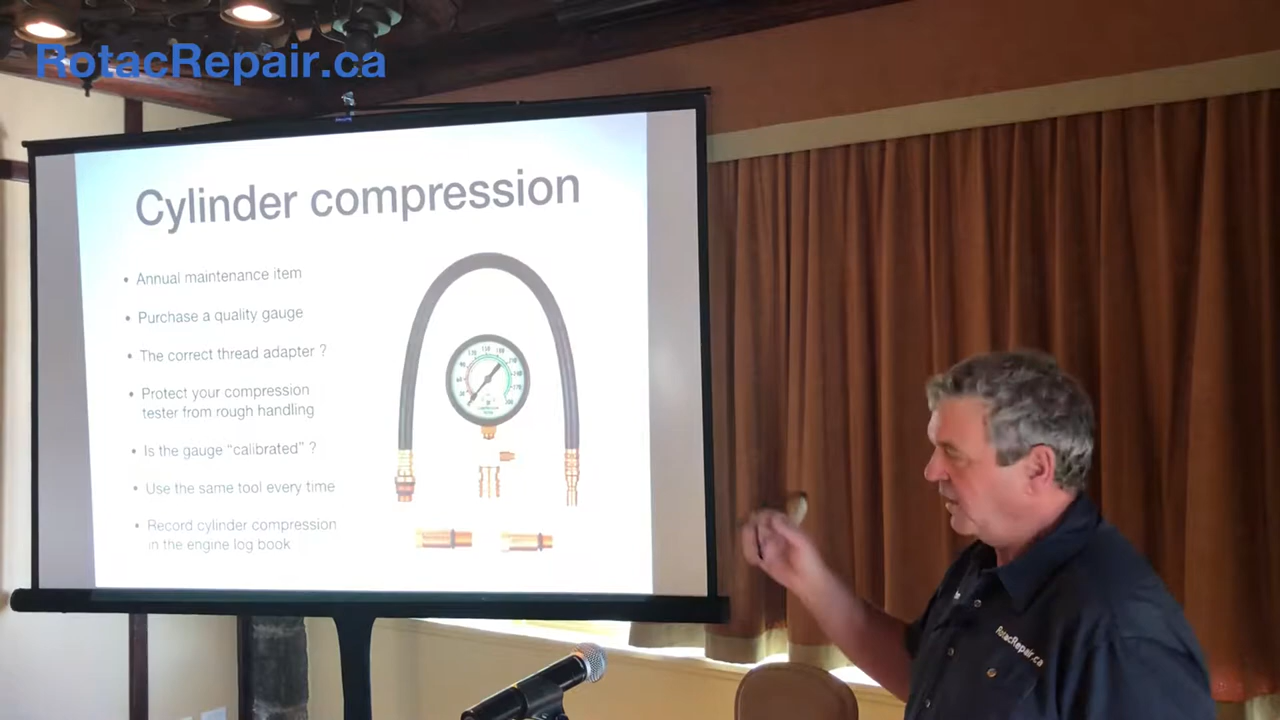 RotacRepair.ca
Cylinder compression
• Annual maintenance item
• Purchase a quality gauge
• The correct thread adapter ?
• Protect your compression
tester from rough handling
• Is the gauge “calibrated” ?
• Use the same tool every time
• Record cylinder compression
in the engine log book
RotacRepair.ca